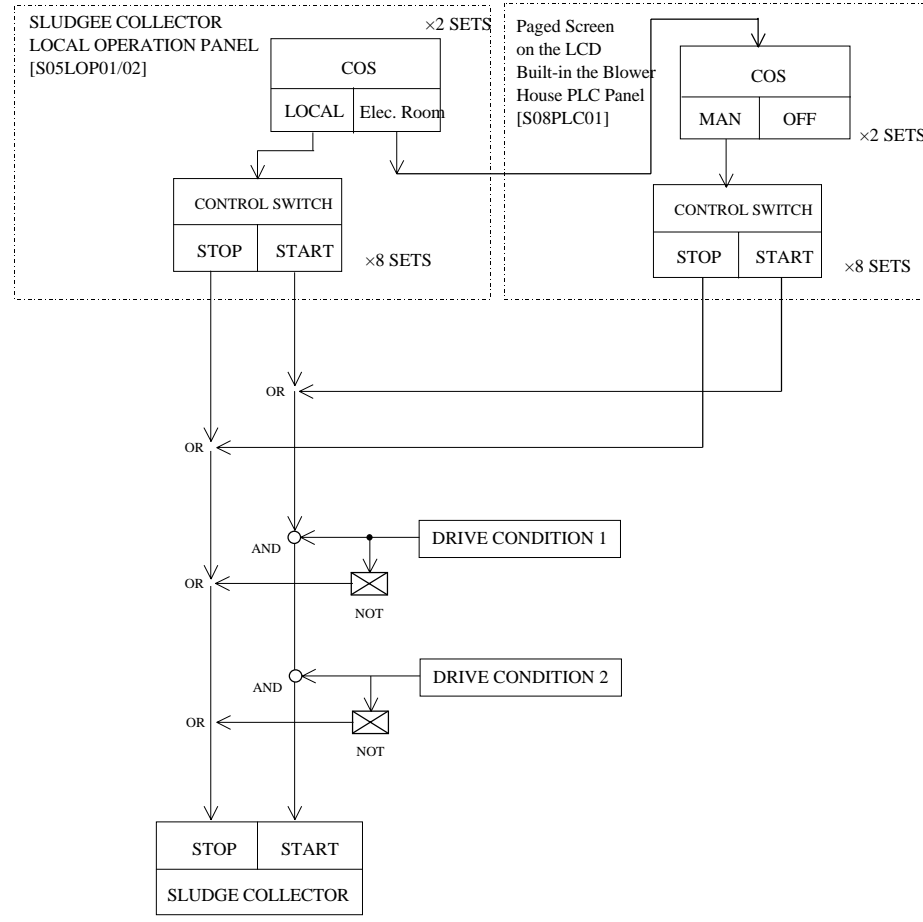 SLUDGEE COLLECTOR
LOCAL OPERATION PANEL
[S05LOP01/02]
×2 SETS
COS
LOCAL
Elec. Room
CONTROL SWITCH
STOP
START
×8 SETS
Paged Screen
on the LCD
Built-in the Blower
House PLC Panel
[S08PLC01]
COS
MAN
OFF
×2 SETS
CONTROL SWITCH
STOP
START
×8 SETS
OR
OR
DRIVE CONDITION 1
AND
OR
NOT
DRIVE CONDITION 2
AND
OR
NOT
STOP
START
SLUDGE COLLECTOR